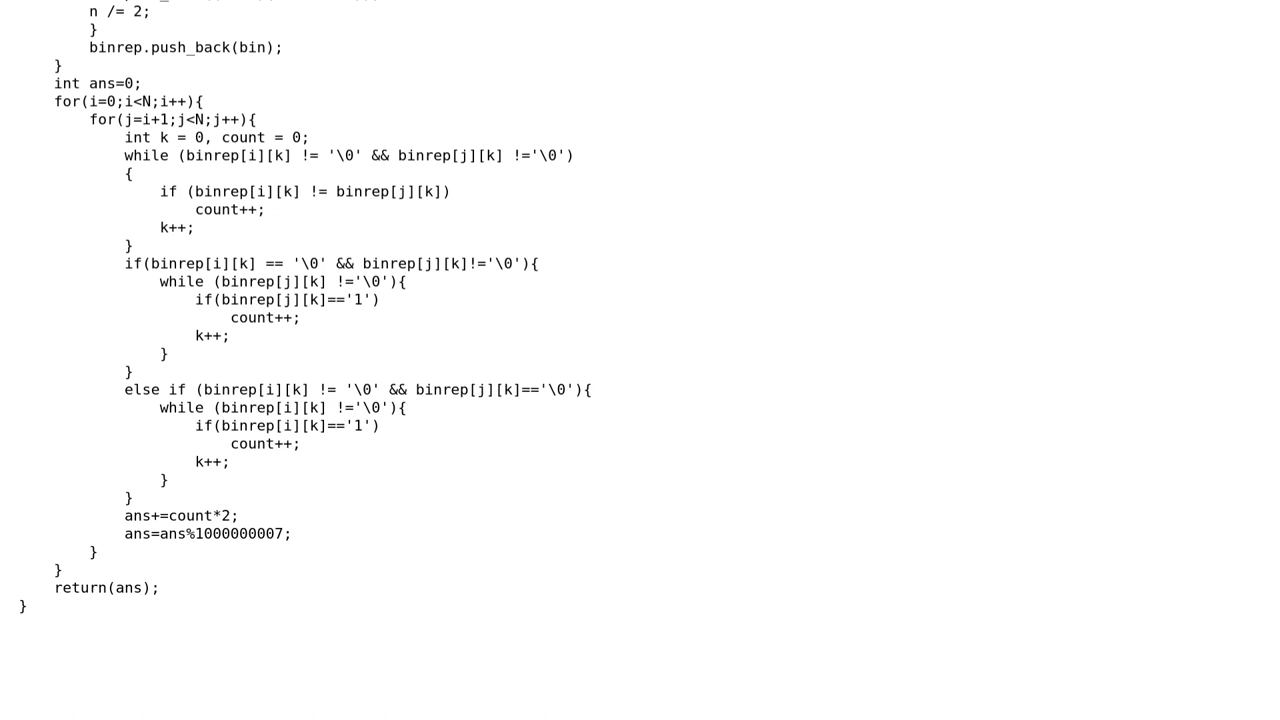 n /= 2;
}
binrep.push_back(bin);
}
int ans=0;
for(i=0;i<N;i++){
for(j=i+1;j<N;j++){
int k = 0, count = 0;
while (binrep[i][k] != '\0' && binrep[j][k] !='\0')
{
if (binrep[i][k] != binrep[j][k])
count++;
k++;
}
if(binrep[i][k] == '\0' && binrep[j][k]!='\0'){
while (binrep[j][k] !='\0'){
if(binrep[j][k]=='1')
count++;
k++;
}
}
else if (binrep[i][k] != '\0' && binrep[j][k]=='\0'){
while (binrep[i][k] !='\0'){
if(binrep[i][k]=='1')
count++;
k++;
}
}
ans+=count*2;
ans=ans%1000000007;
}
}
return(ans);
}